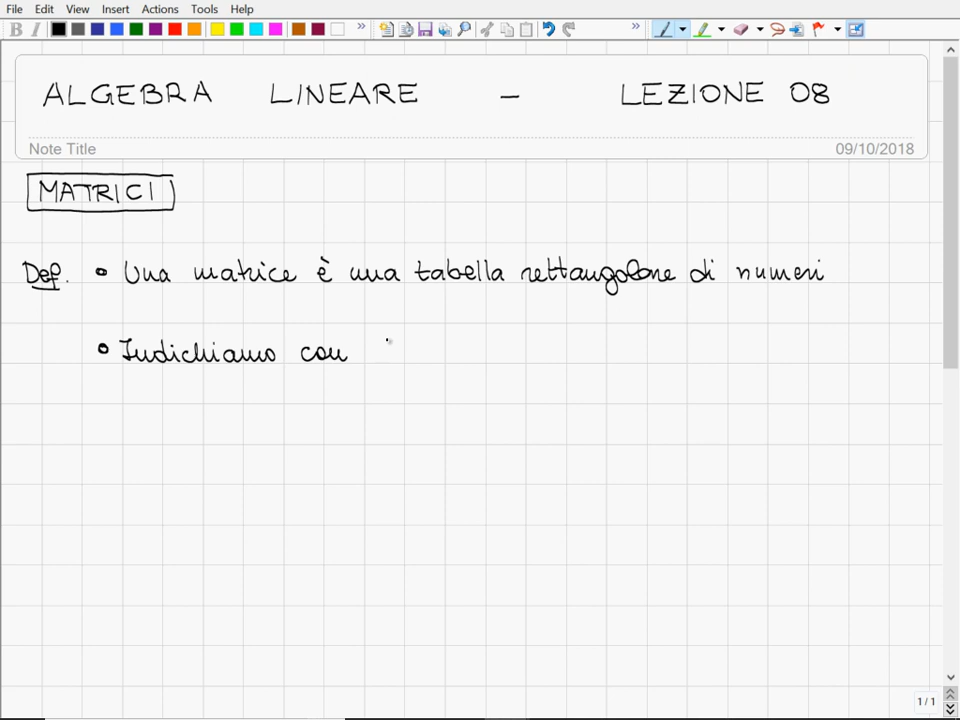 File Edit View Insert Actions Tools Help
B I
ALGEBRA LINEARE - LEZIONE 08
Note Title 09/10/2018
MATRICI
Def. • Una matrice è una tabella rettangolare di numeri
• Indichiamo con
1/1